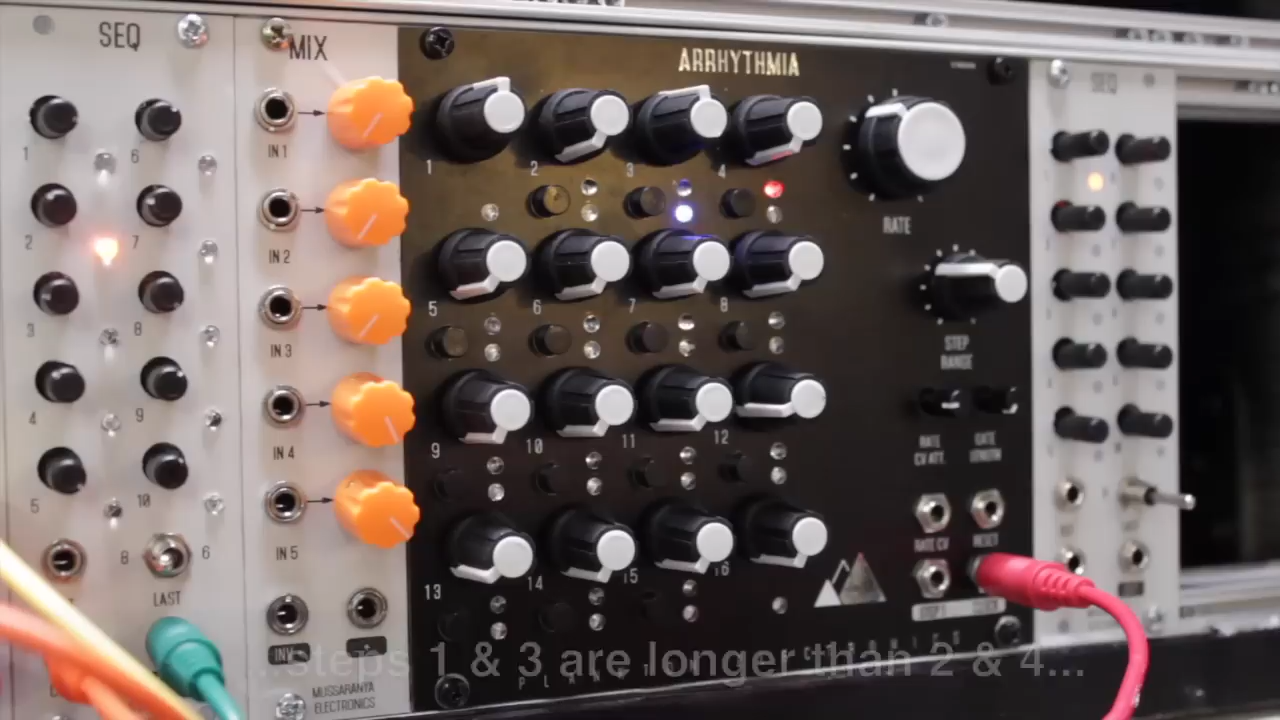 SEQ
1
6
2
7
3
8
4
9
5
10
8
6
LAST
MIX
IN 1
IN 2
IN 3
IN 4
IN 5
INV
+
MUSSARANYA
ELECTRONICS
ARRHYTHMIA
1 2 3 4
5 6 7 8
9 10 11 12
13 14 15 16
RATE
STEP
RANGE
RATE
CV ATT.
GATE
LENGTH
RATE CV
RESET
SEQ
...steps 1 & 3 are longer than 2 & 4...